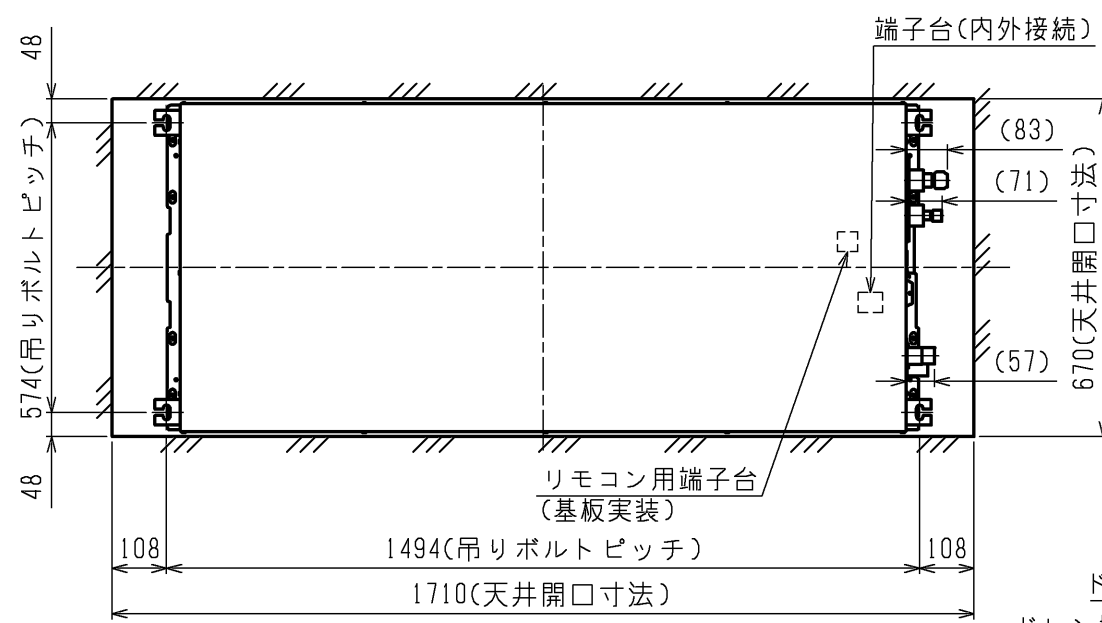 端子台(内外接続)
48
574(吊りボルトピッチ)
48
(83)
(71)
(57)
670(天井開口寸法)
リモコン用端子台
(基板実装)
108
1494(吊りボルトピッチ)
108
1710(天井開口寸法)